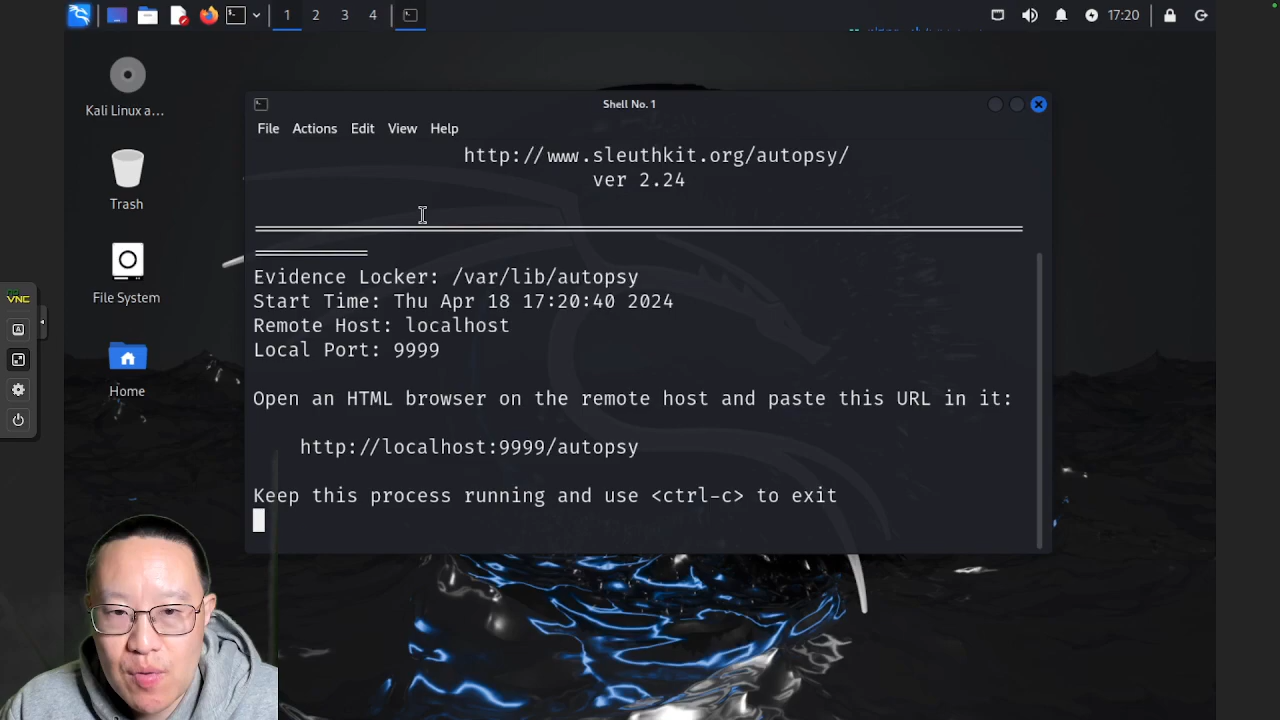 1 2 3 4 17:20
Kali Linux a...
Trash
File System
Home
VNC
A
Shell No. 1
File Actions Edit View Help
http://www.sleuthkit.org/autopsy/
ver 2.24
Evidence Locker: /var/lib/autopsy
Start Time: Thu Apr 18 17:20:40 2024
Remote Host: localhost
Local Port: 9999
Open an HTML browser on the remote host and paste this URL in it:
http://localhost:9999/autopsy
Keep this process running and use <ctrl-c> to exit